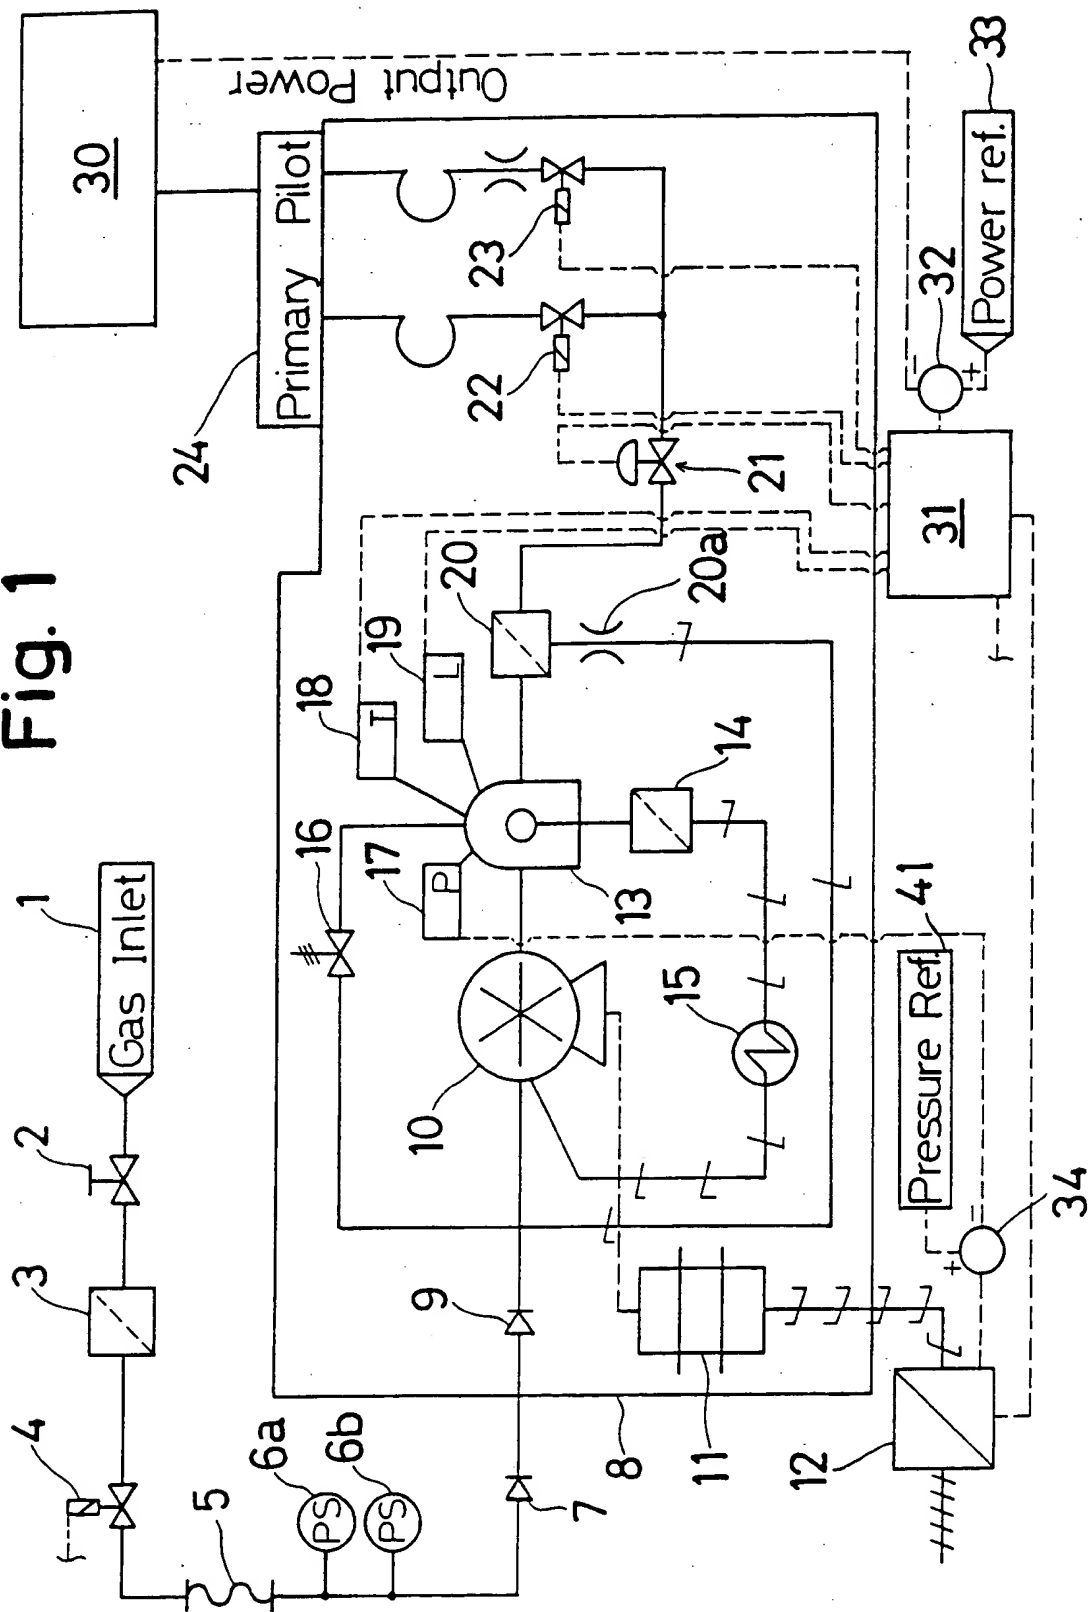 Fig. 1
1
Gas Inlet
2
3
4
5
6a
PS
6b
PS
7
8
9
10
11
12
13
14
15
16
17
P
18
T
19
L
20
20a
21
22
23
24
Primary Pilot
30
Output Power
31
32
−
+
33
Power ref.
34
+
−
41
Pressure Ref.